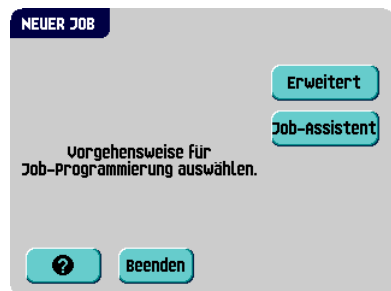 NEUER JOB
Erweitert
Job-Assistent
Vorgehensweise für
Job-Programmierung auswählen.
?
Beenden